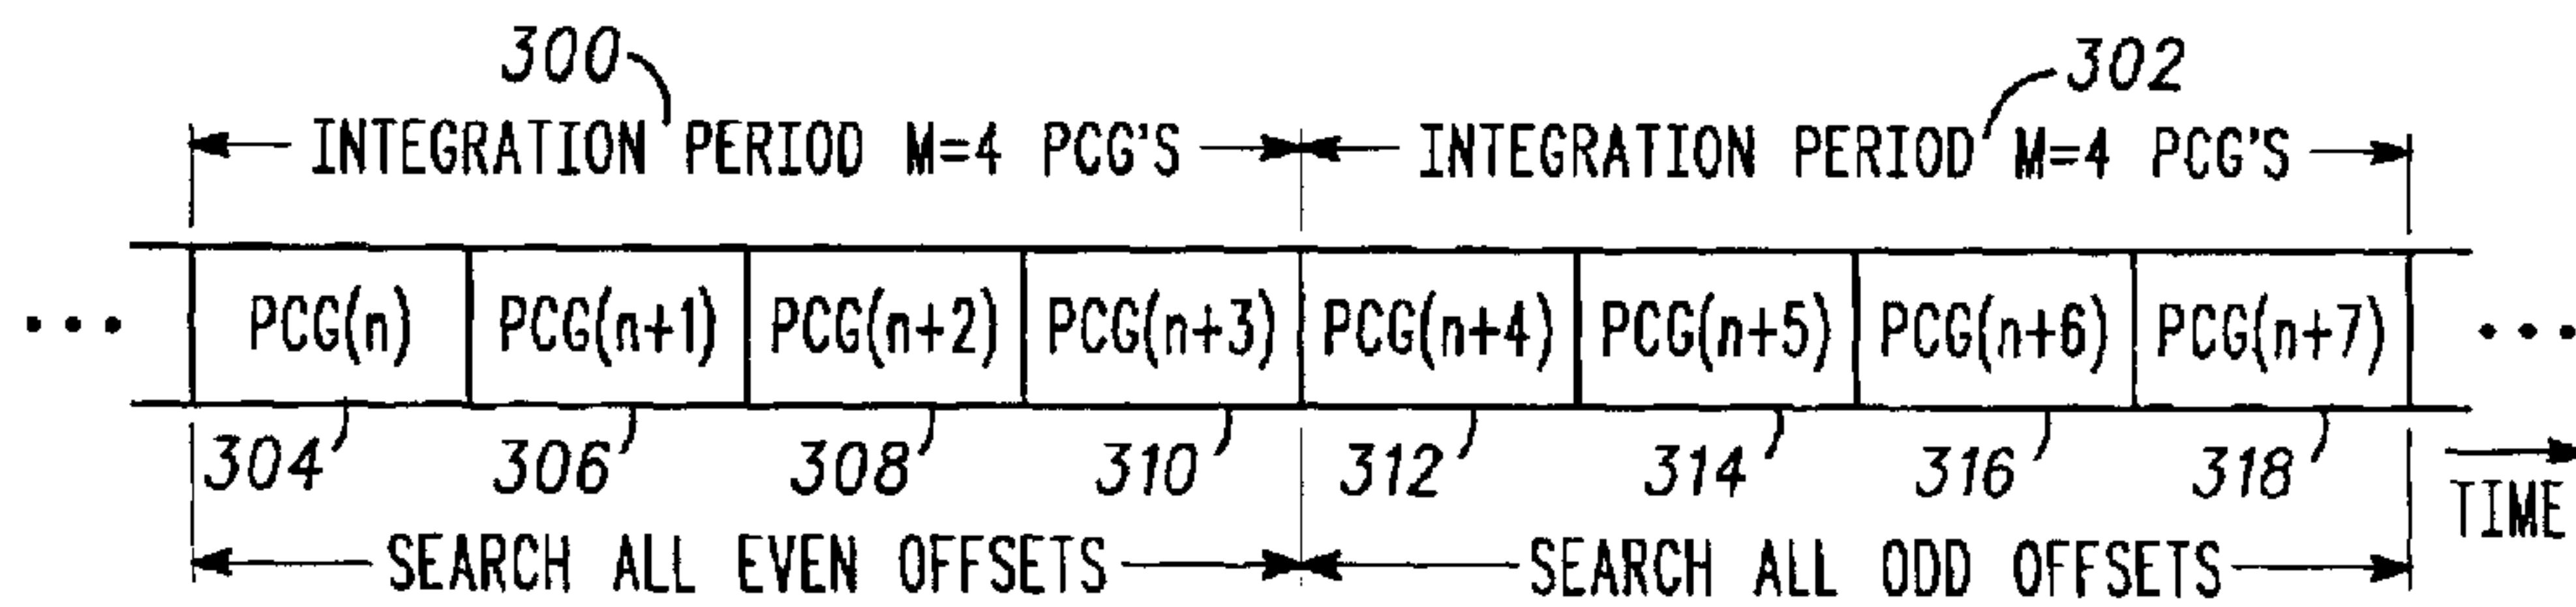 300
302
INTEGRATION PERIOD M=4 PCG'S INTEGRATION PERIOD M=4 PCG'S
... PCG(n) PCG(n+1) PCG(n+2) PCG(n+3) PCG(n+4) PCG(n+5) PCG(n+6) PCG(n+7) ...
304 306 308 310 312 314 316 318
TIME
SEARCH ALL EVEN OFFSETS SEARCH ALL ODD OFFSETS